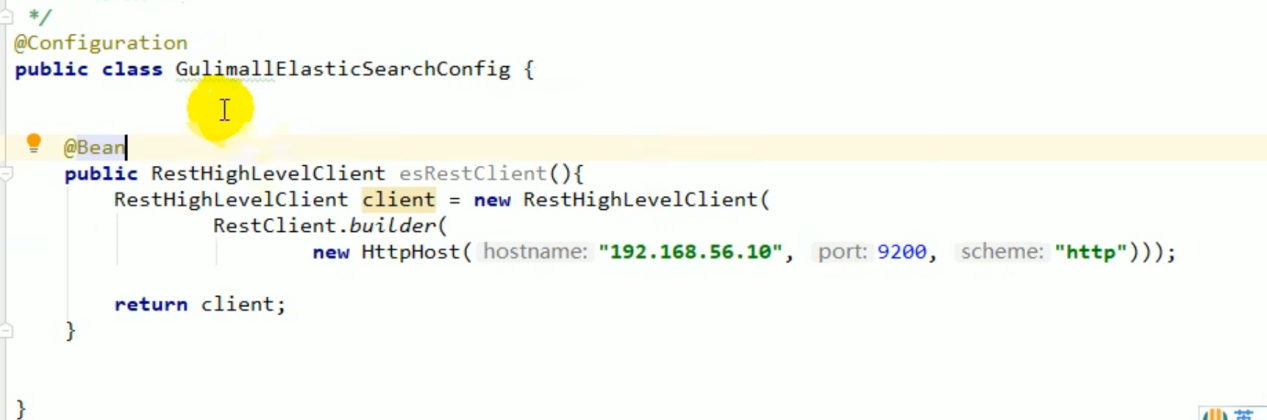 */
@Configuration
public class GulimallElasticSearchConfig {
@Bean
public RestHighLevelClient esRestClient(){
RestHighLevelClient client = new RestHighLevelClient(
RestClient.builder(
new HttpHost( hostname: "192.168.56.10", port: 9200, scheme: "http")));
return client;
}
}
英